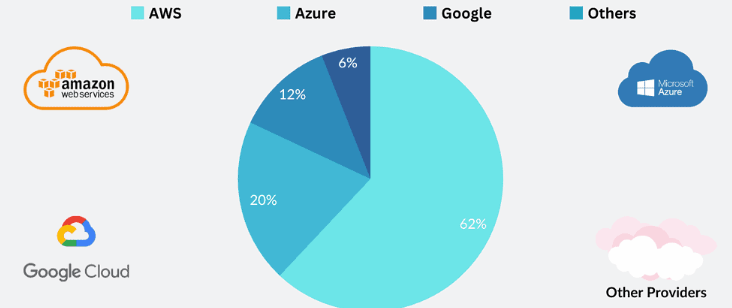 AWS Azure Google Others
6%
amazon
web services
Microsoft
Azure
12%
20%
62%
Google Cloud
Other Providers